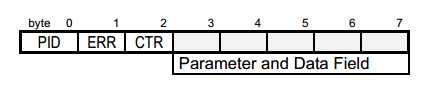 byte 0 1 2 3 4 5 6 7
PID ERR CTR
Parameter and Data Field